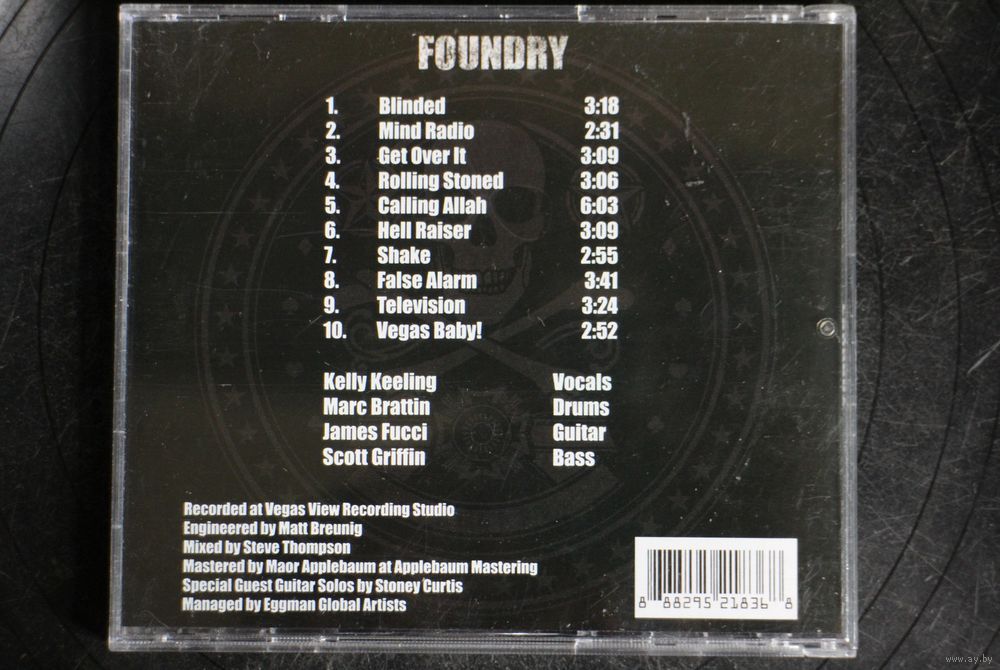 FOUNDRY
1. Blinded 3:18
2. Mind Radio 2:31
3. Get Over It 3:09
4. Rolling Stoned 3:06
5. Calling Allah 6:03
6. Hell Raiser 3:09
7. Shake 2:55
8. False Alarm 3:41
9. Television 3:24
10. Vegas Baby! 2:52
Kelly Keeling Vocals
Marc Brattin Drums
James Fucci Guitar
Scott Griffin Bass
Recorded at Vegas View Recording Studio
Engineered by Matt Breunig
Mixed by Steve Thompson
Mastered by Maor Applebaum at Applebaum Mastering
Special Guest Guitar Solos by Stoney Curtis
Managed by Eggman Global Artists
8 88295 21836 8
www.ay.by